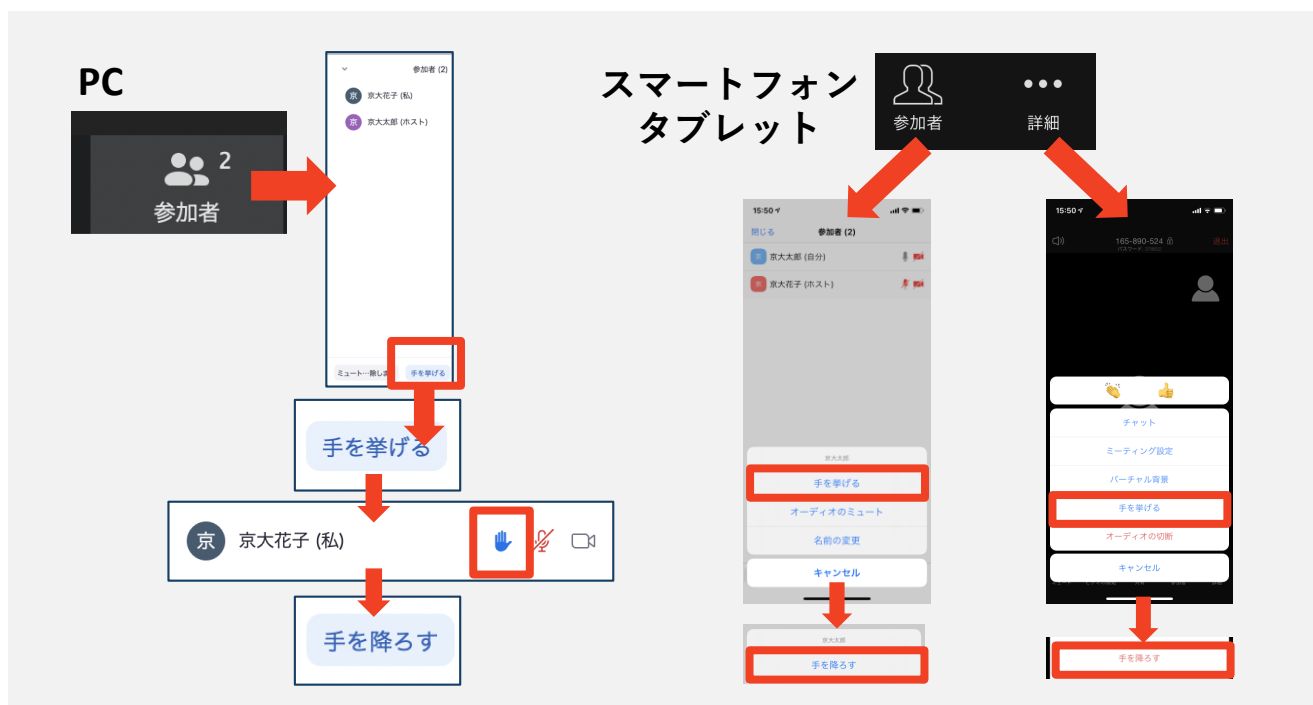 PC
2
参加者
参加者 (2)
京 京大花子 (私)
京 京大太郎 (ホスト)
手を挙げる
手を挙げる
京 京大花子 (私)
手を降ろす
スマートフォン
タブレット
参加者
詳細
15:50
閉じる 参加者 (2)
京大太郎 (自分)
京大花子 (ホスト)
京大太郎
手を挙げる
オーディオのミュート
名前の変更
キャンセル
京大太郎
手を降ろす
15:50
165-890-524
退出
チャット
ミーティング設定
バーチャル背景
手を挙げる
オーディオの切断
キャンセル
手を降ろす